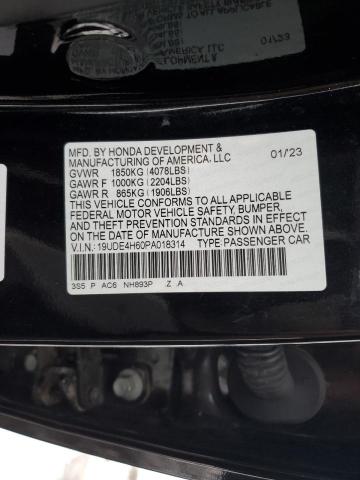 01/23
MFD. BY HONDA DEVELOPMENT &
MANUFACTURING OF AMERICA, LLC 01/23
GVWR 1850KG (4078LBS)
GAWR F 1000KG (2204LBS)
GAWR R 865KG (1906LBS)
THIS VEHICLE CONFORMS TO ALL APPLICABLE
FEDERAL MOTOR VEHICLE SAFETY, BUMPER,
AND THEFT PREVENTION STANDARDS IN EFFECT
ON THE DATE OF MANUFACTURE SHOWN ABOVE.
V.I.N.: 19UDE4H60PA018314 TYPE:PASSENGER CAR
3S5 P AC6 NH893P Z A